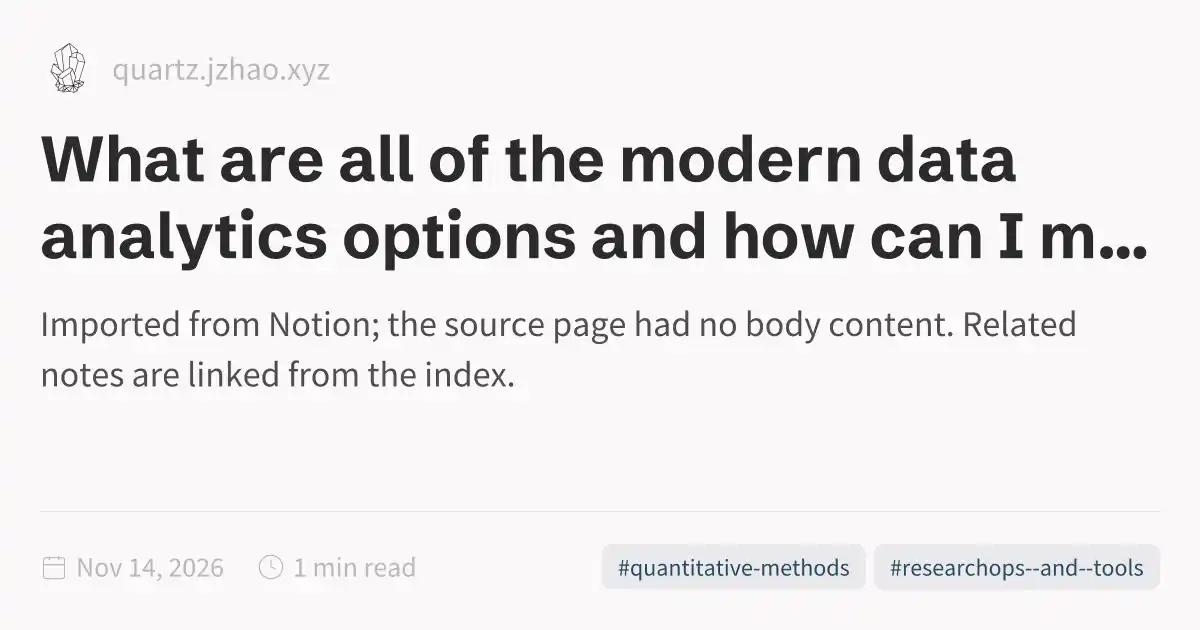 quartz.jzhao.xyz
What are all of the modern data
analytics options and how can I m...
Imported from Notion; the source page had no body content. Related
notes are linked from the index.
Nov 14, 2026 1 min read #quantitative-methods #researchops--and--tools